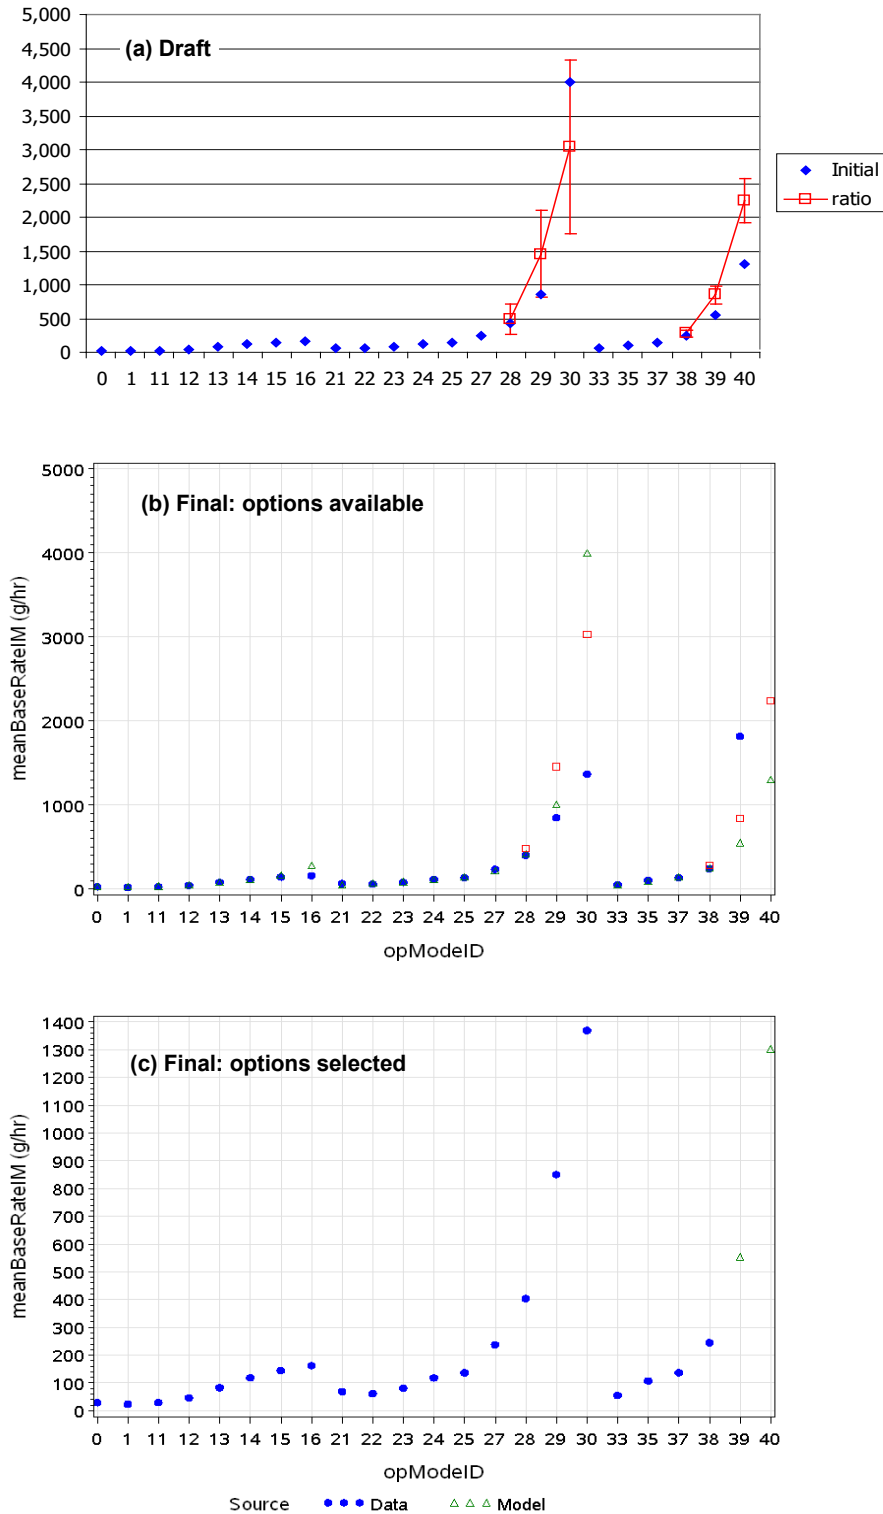 5,000
(a) Draft
4,500
4,000
3,500
3,000
2,500
2,000
1,500
1,000
500
0
0 1 11 12 13 14 15 16 21 22 23 24 25 27 28 29 30 33 35 37 38 39 40
Initial
ratio
(b) Final: options available
meanBaseRateIM (g/hr)
5000
4000
3000
2000
1000
0
0 1 11 12 13 14 15 16 21 22 23 24 25 27 28 29 30 33 35 37 38 39 40
opModeID
(c) Final: options selected
meanBaseRateIM (g/hr)
1400
1300
1200
1100
1000
900
800
700
600
500
400
300
200
100
0
0 1 11 12 13 14 15 16 21 22 23 24 25 27 28 29 30 33 35 37 38 39 40
opModeID
Source Data Model